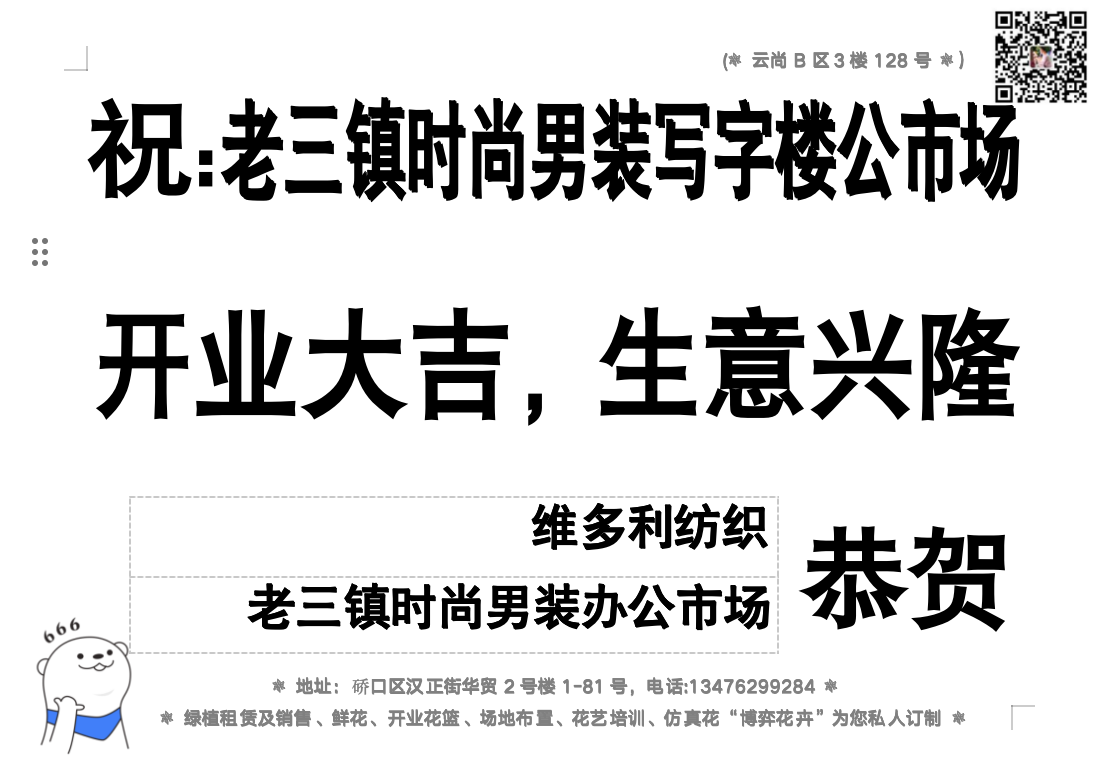 (* 云尚 B 区 3 楼 128 号 *)
祝:老三镇时尚男装写字楼公市场
开业大吉，生意兴隆
维多利纺织
老三镇时尚男装办公市场
恭贺
666
* 地址：硚口区汉正街华贸 2 号楼 1-81 号，电话:13476299284 *
* 绿植租赁及销售、鲜花、开业花篮、场地布置、花艺培训、仿真花“博弈花卉”为您私人订制 *